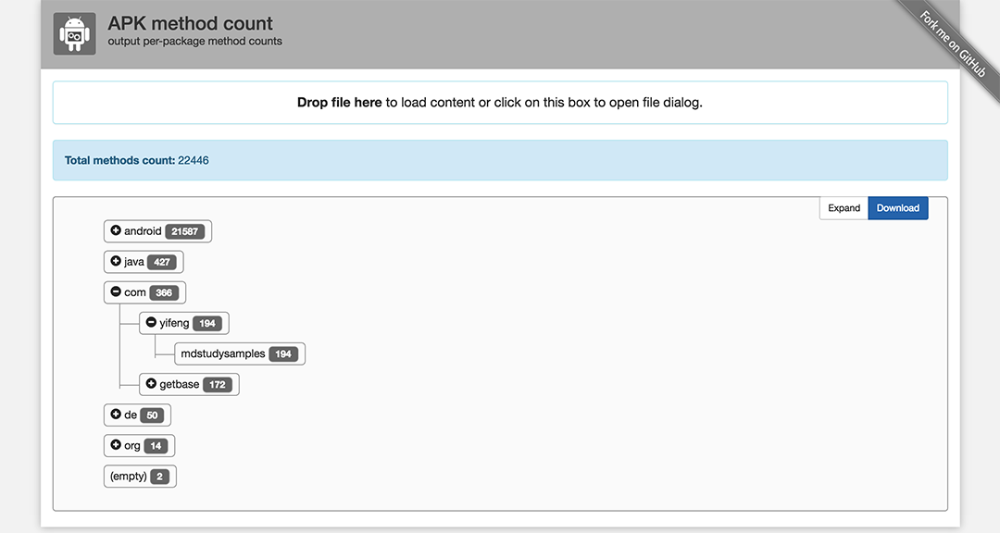 APK method count
output per-package method counts
Fork me on GitHub
Drop file here to load content or click on this box to open file dialog.
Total methods count: 22446
Expand Download
android 21587
java 427
com 366
yifeng 194
mdstudysamples 194
getbase 172
de 50
org 14
(empty) 2